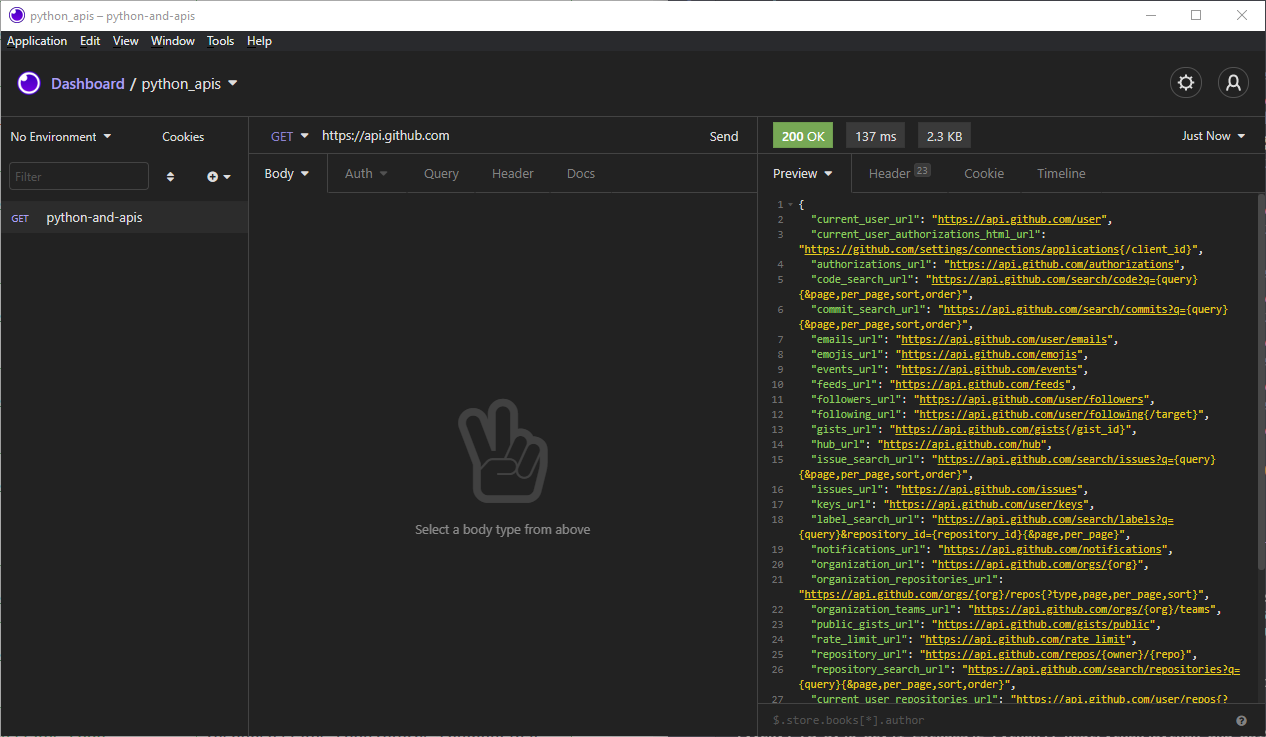 python_apis – python-and-apis
Application Edit View Window Tools Help
Dashboard / python_apis
No Environment Cookies
Filter
GET python-and-apis
GET https://api.github.com Send
Body Auth Query Header Docs
Select a body type from above
200 OK 137 ms 2.3 KB Just Now
Preview Header 23 Cookie Timeline
1 {
2 "current_user_url": "https://api.github.com/user",
3 "current_user_authorizations_html_url":
"https://github.com/settings/connections/applications{/client_id}",
4 "authorizations_url": "https://api.github.com/authorizations",
5 "code_search_url": "https://api.github.com/search/code?q={query}
{&page,per_page,sort,order}",
6 "commit_search_url": "https://api.github.com/search/commits?q={query}
{&page,per_page,sort,order}",
7 "emails_url": "https://api.github.com/user/emails",
8 "emojis_url": "https://api.github.com/emojis",
9 "events_url": "https://api.github.com/events",
10 "feeds_url": "https://api.github.com/feeds",
11 "followers_url": "https://api.github.com/user/followers",
12 "following_url": "https://api.github.com/user/following{/target}",
13 "gists_url": "https://api.github.com/gists{/gist_id}",
14 "hub_url": "https://api.github.com/hub",
15 "issue_search_url": "https://api.github.com/search/issues?q={query}
{&page,per_page,sort,order}",
16 "issues_url": "https://api.github.com/issues",
17 "keys_url": "https://api.github.com/user/keys",
18 "label_search_url": "https://api.github.com/search/labels?q=
{query}&repository_id={repository_id}{&page,per_page}",
19 "notifications_url": "https://api.github.com/notifications",
20 "organization_url": "https://api.github.com/orgs/{org}",
21 "organization_repositories_url":
"https://api.github.com/orgs/{org}/repos{?type,page,per_page,sort}",
22 "organization_teams_url": "https://api.github.com/orgs/{org}/teams",
23 "public_gists_url": "https://api.github.com/gists/public",
24 "rate_limit_url": "https://api.github.com/rate_limit",
25 "repository_url": "https://api.github.com/repos/{owner}/{repo}",
26 "repository_search_url": "https://api.github.com/search/repositories?q=
{query}{&page,per_page,sort,order}",
27 "current_user_repositories_url": "https://api.github.com/user/repos{?
$.store.books[*].author